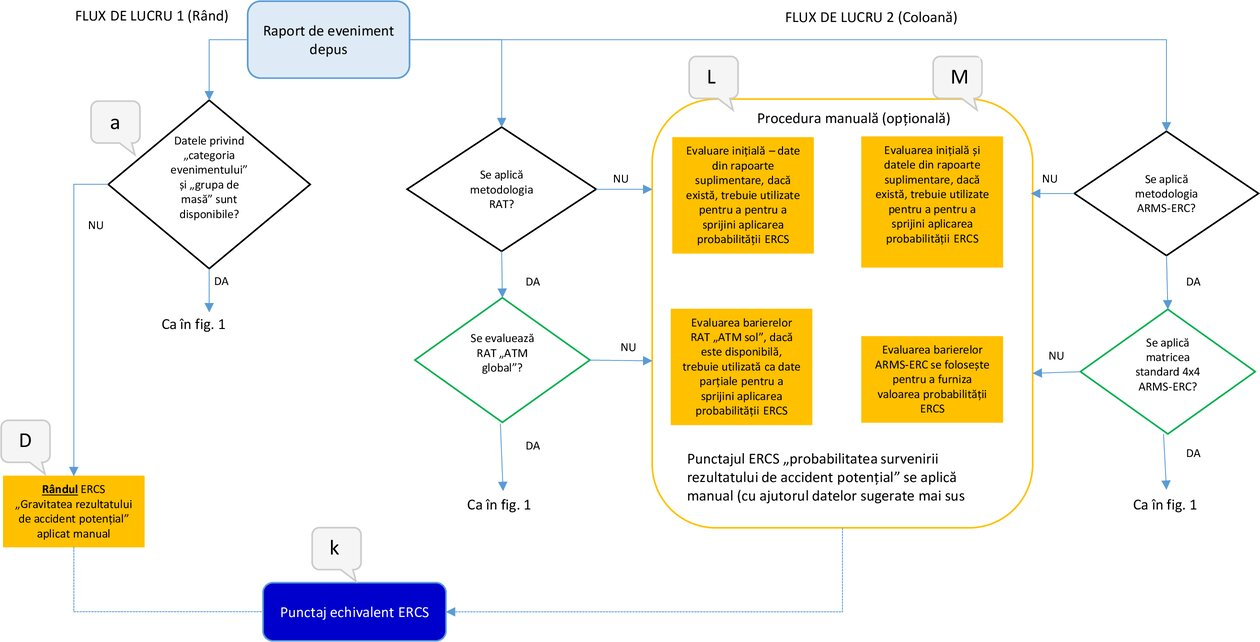 FLUX DE LUCRU 1 (Rând)
Raport de eveniment
depus
FLUX DE LUCRU 2 (Coloană)
a
Datele privind
„categoria
evenimentului”
și „grupa de
masă” sunt
disponibile?
NU
DA
Ca în fig. 1
D
Rândul ERCS
„Gravitatea rezultatului
de accident potențial”
aplicat manual
Se aplică
metodologia
RAT?
NU
DA
Se evaluează
RAT „ATM
global”?
NU
DA
Ca în fig. 1
L
M
Procedura manuală (opțională)
Evaluare inițială – date
din rapoarte
suplimentare, dacă
există, trebuie utilizate
pentru a pentru a
sprijini aplicarea
probabilității ERCS
Evaluarea inițială și
datele din rapoarte
suplimentare, dacă
există, trebuie utilizate
pentru a pentru a
sprijini aplicarea
probabilității ERCS
Evaluarea barierelor
RAT „ATM sol”, dacă
este disponibilă,
trebuie utilizată ca date
parțiale pentru a
sprijini aplicarea
probabilității ERCS
Evaluarea barierelor
ARMS-ERC se folosește
pentru a furniza
valoarea probabilității
ERCS
Punctajul ERCS „probabilitatea survenirii
rezultatului de accident potențial” se aplică
manual (cu ajutorul datelor sugerate mai sus
Se aplică
metodologia
ARMS-ERC?
NU
DA
Se aplică
matricea
standard 4x4
ARMS-ERC?
NU
DA
Ca în fig. 1
k
Punctaj echivalent ERCS